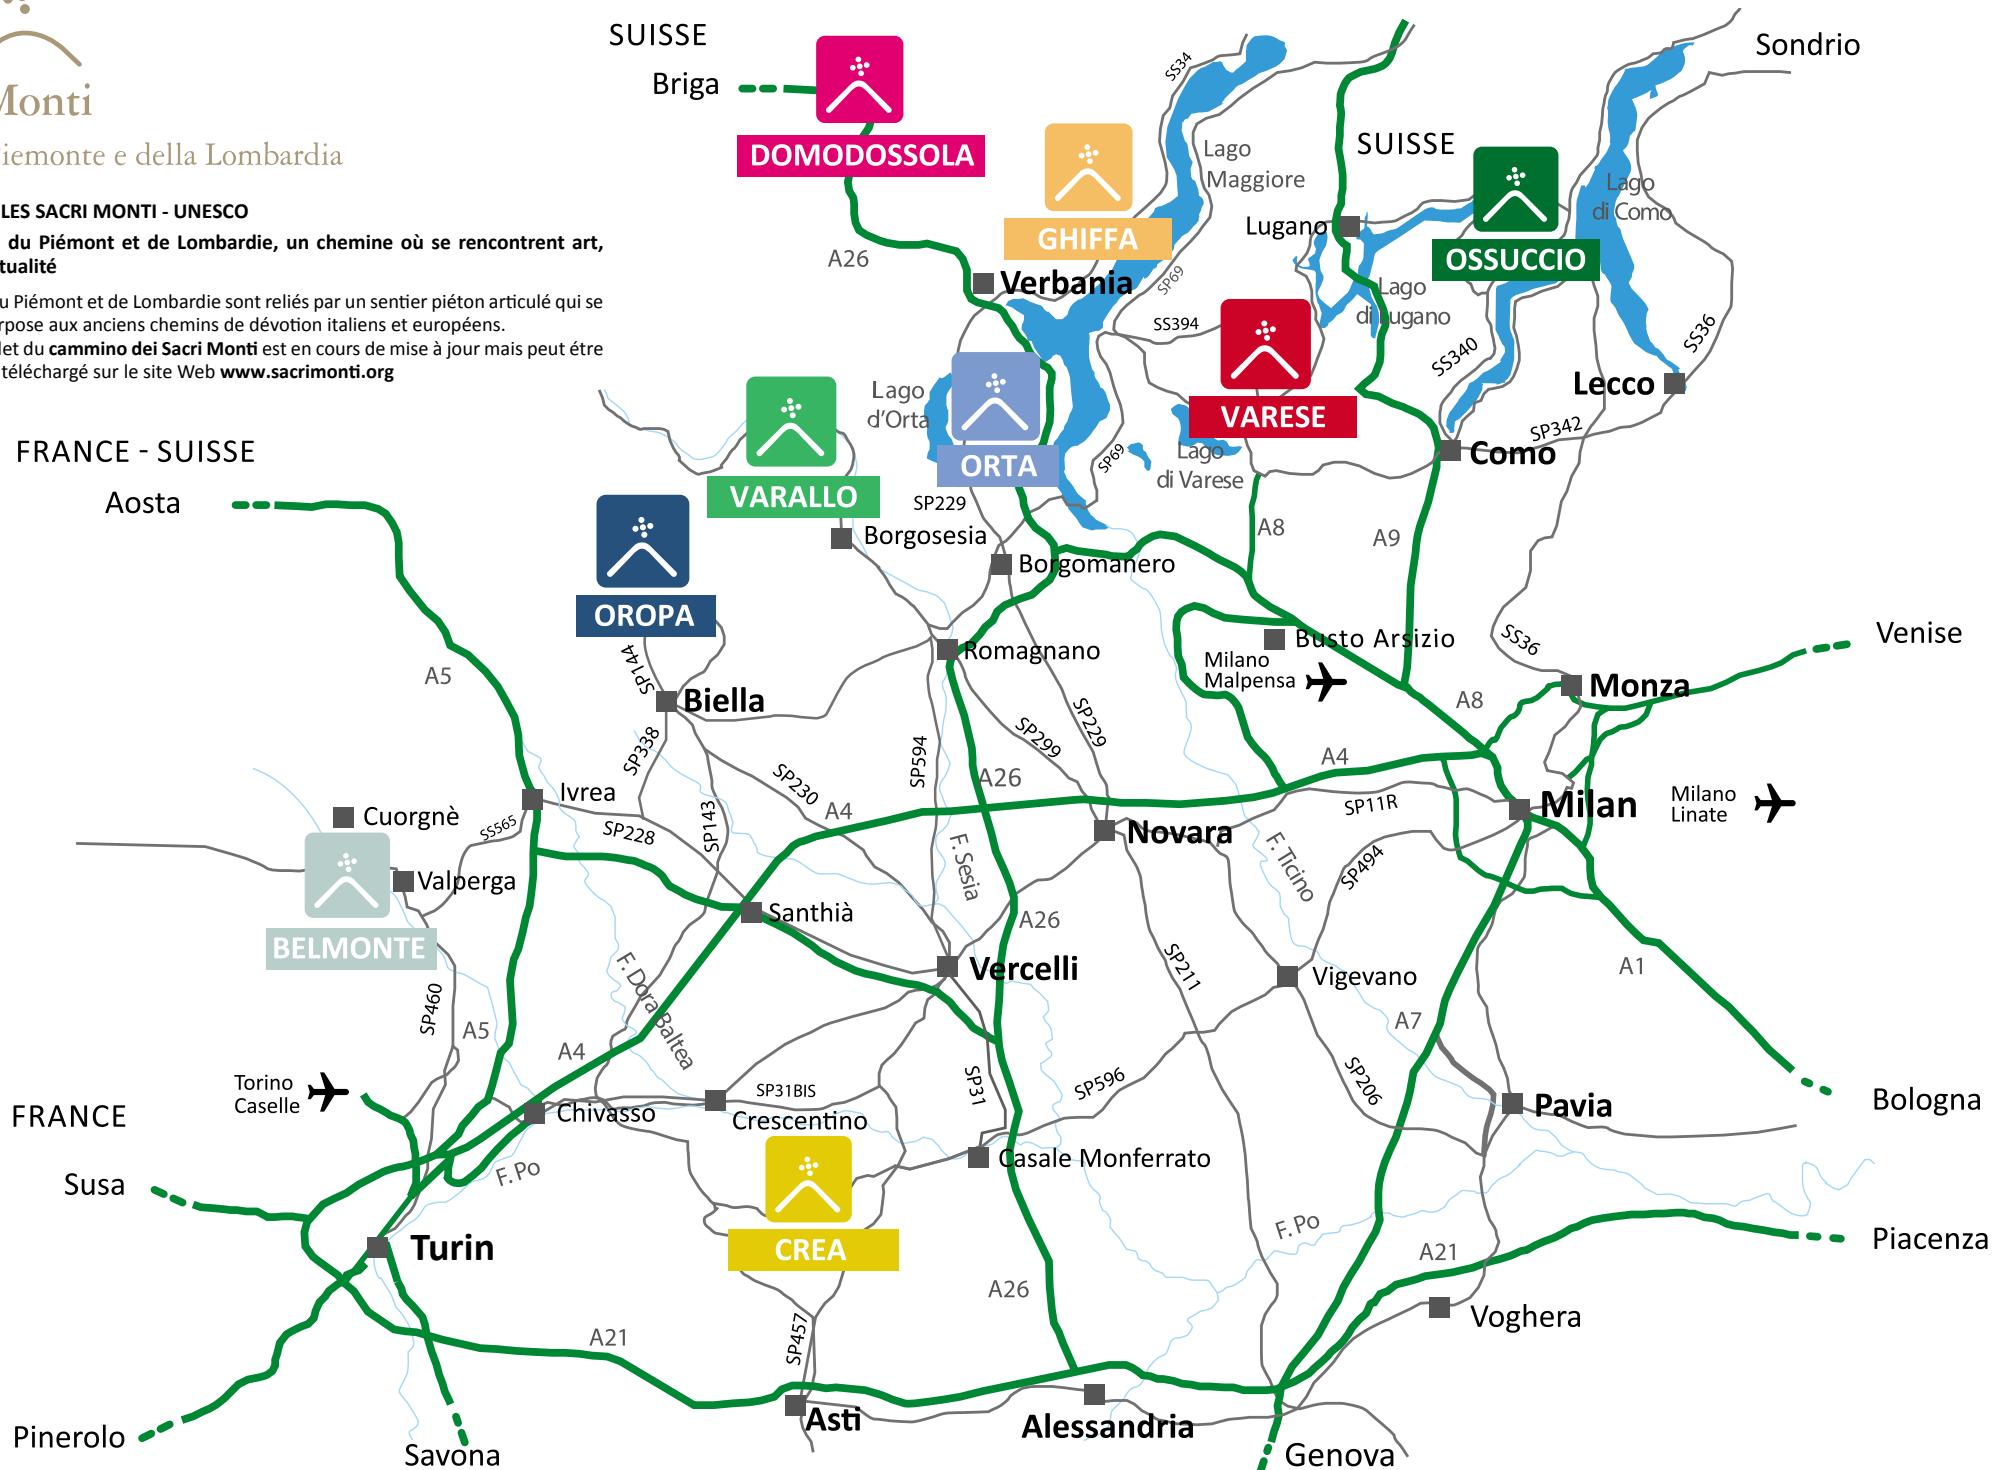 Monti
Piemonte e della Lombardia
LES SACRI MONTI - UNESCO
du Piémont et de Lombardie, un chemine où se rencontrent art,
tualité
u Piémont et de Lombardie sont reliés par un sentier piéton articulé qui se
rpose aux anciens chemins de dévotion italiens et européens.
let du cammino dei Sacri Monti est en cours de mise à jour mais peut étre
téléchargé sur le site Web www.sacrimonti.org
SUISSE
Briga
DOMODOSSOLA
A26
GHIFFA
Verbania
SS34
Lago
Maggiore
SP69
SS394
SUISSE
Lugano
Lago
di Lugano
OSSUCCIO
Sondrio
Lago
di Como
SS340
SS36
Lecco
SP342
Como
VARESE
Lago
di Varese
SP69
Lago
d'Orta
ORTA
VARALLO
SP229
Borgosesia
Borgomanero
A8
A9
FRANCE - SUISSE
Aosta
A5
OROPA
SP144
Biella
SP338
Romagnano
Busto Arsizio
Milano
Malpensa
SS36
Monza
Venise
A8
A4
SP299
SP229
SP594
A26
SP230
A4
SP143
Ivrea
SP228
SS565
Cuorgnè
Valperga
BELMONTE
Santhià
Novara
SP11R
Milan
Milano
Linate
F. Sesia
F. Ticino
SP494
A26
Vercelli
SP211
Vigevano
A1
A7
F. Dora Baltea
SP460
A5
A4
Torino
Caselle
Chivasso
SP31BIS
Crescentino
SP31
SP596
SP206
Pavia
Bologna
FRANCE
Susa
F. Po
Casale Monferrato
CREA
Turin
F. Po
A21
Piacenza
A26
Voghera
A21
SP457
Asti
Alessandria
Pinerolo
Savona
Genova